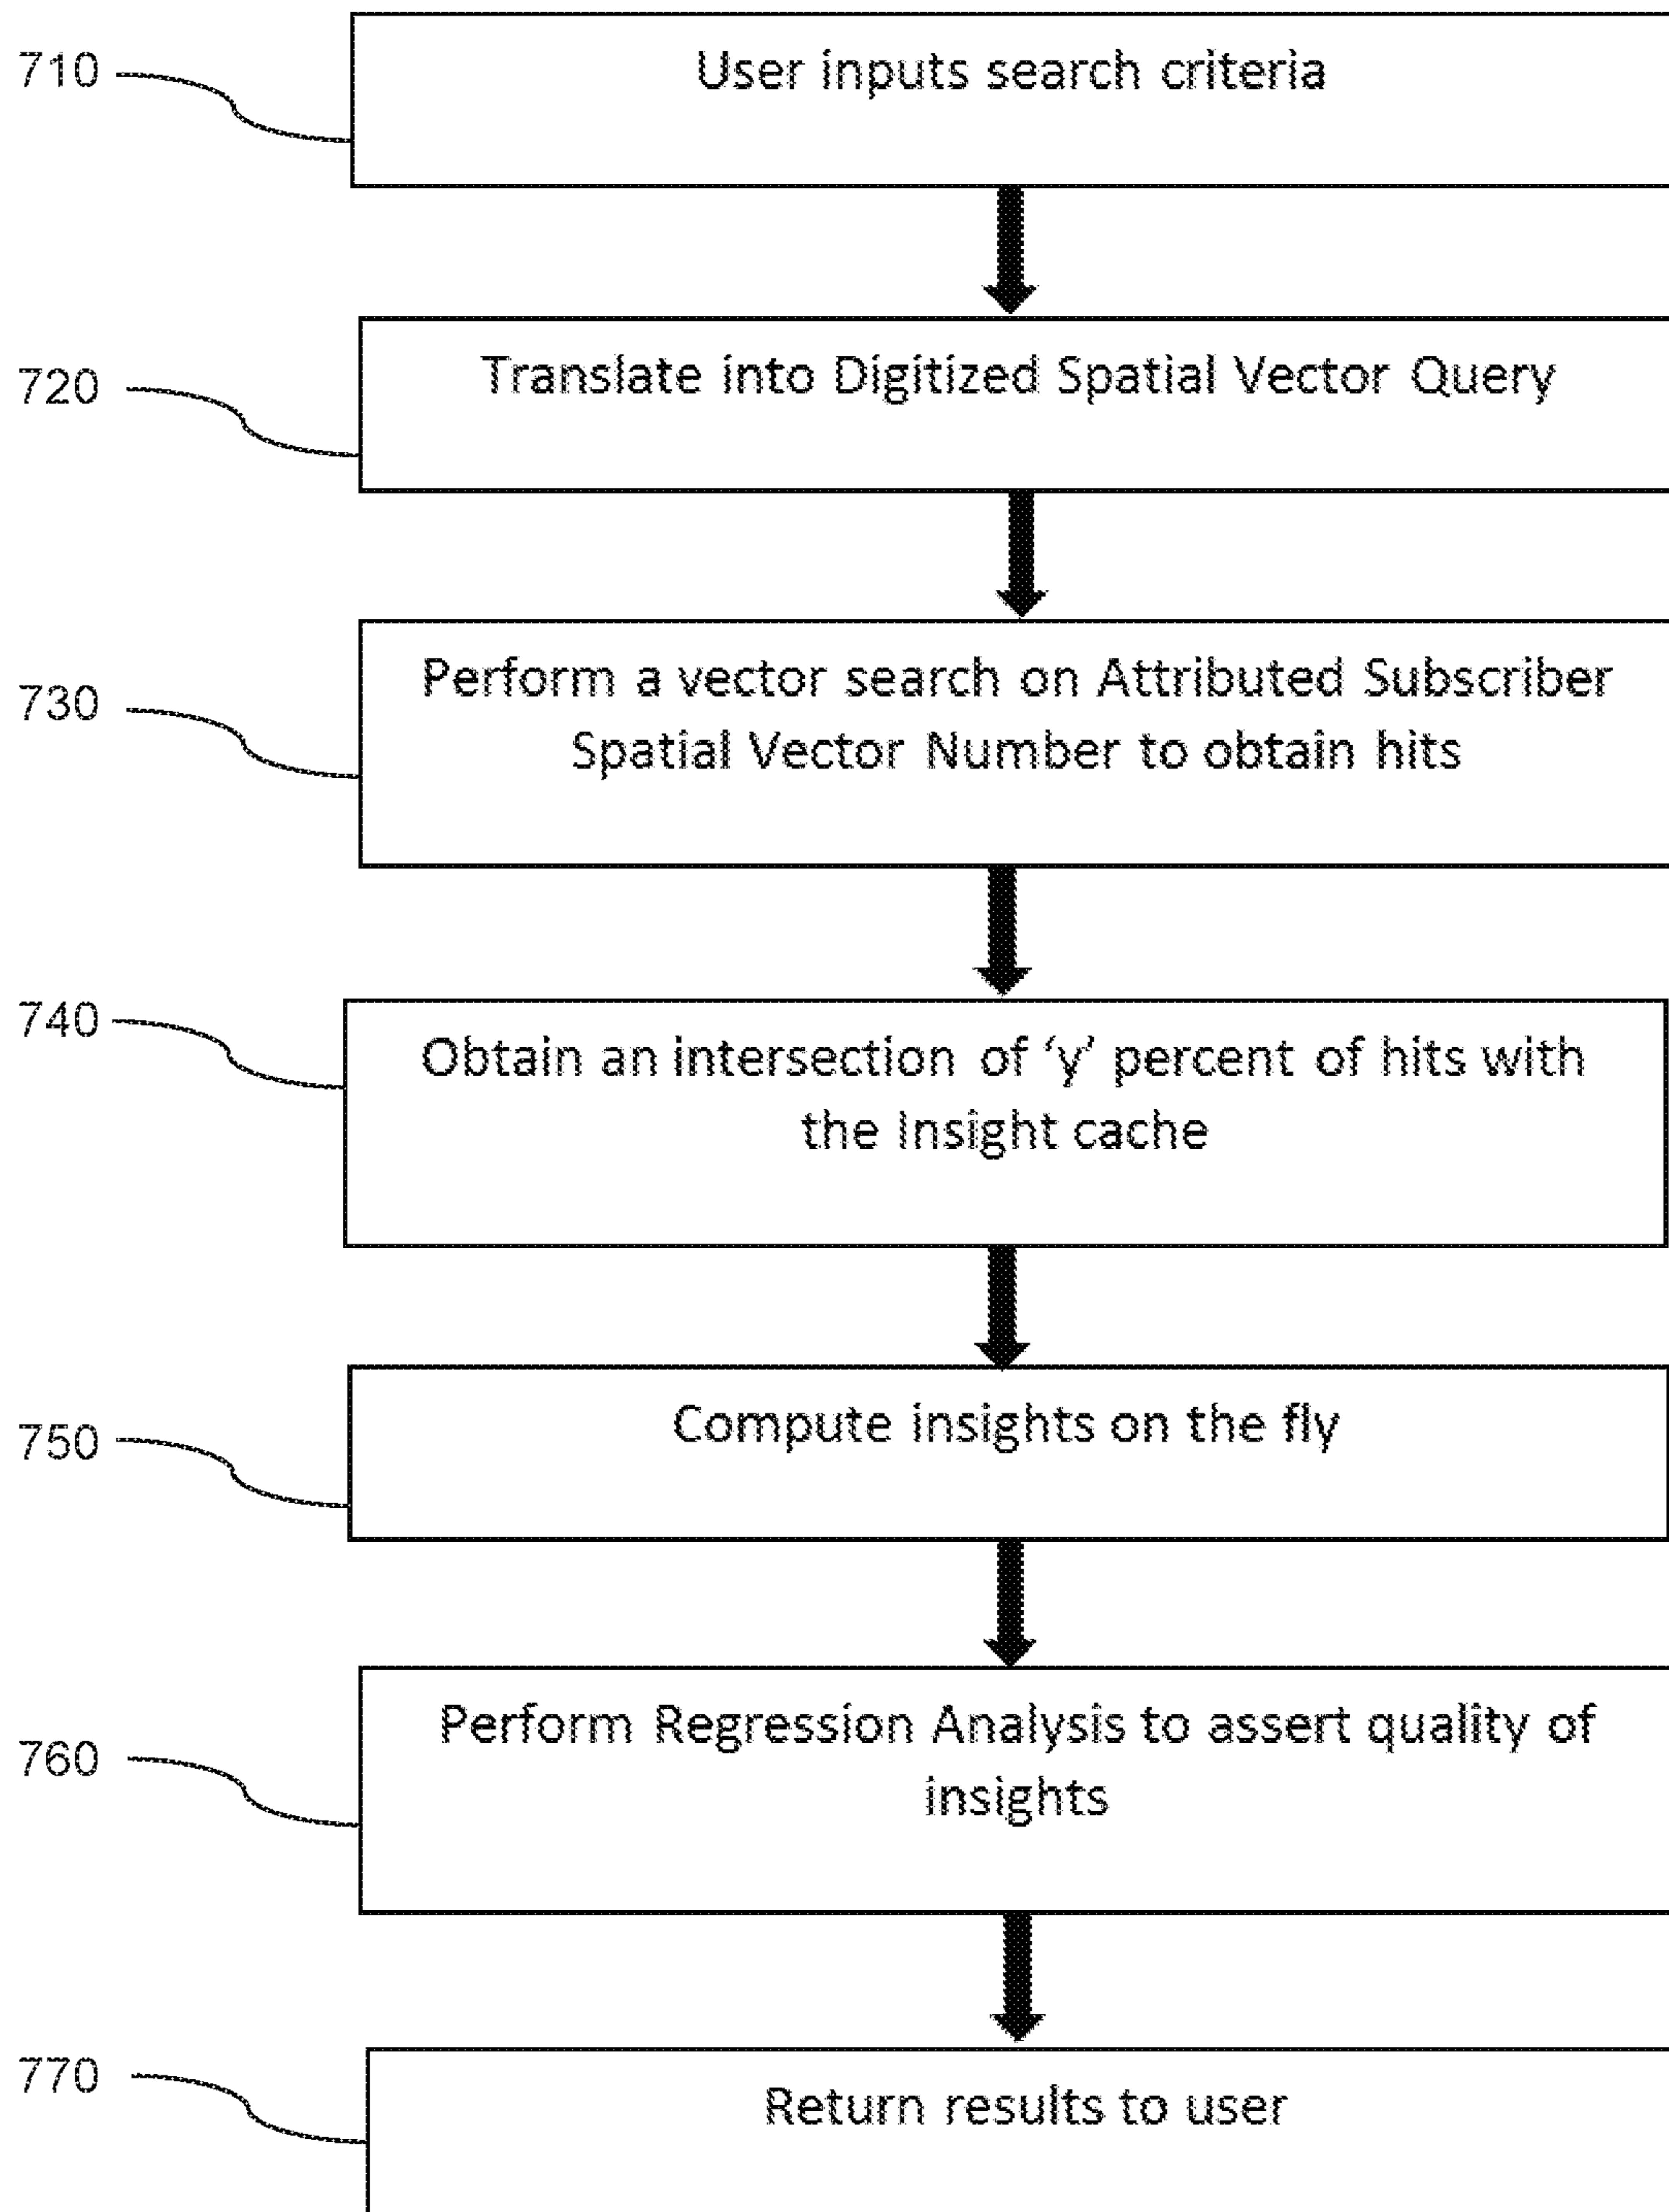 710
User inputs search criteria
720
Translate into Digitized Spatial Vector Query
730
Perform a vector search on Attributed Subscriber
Spatial Vector Number to obtain hits
740
Obtain an intersection of ‘y’ percent of hits with
the Insight cache
750
Compute insights on the fly
760
Perform Regression Analysis to assert quality of
insights
770
Return results to user